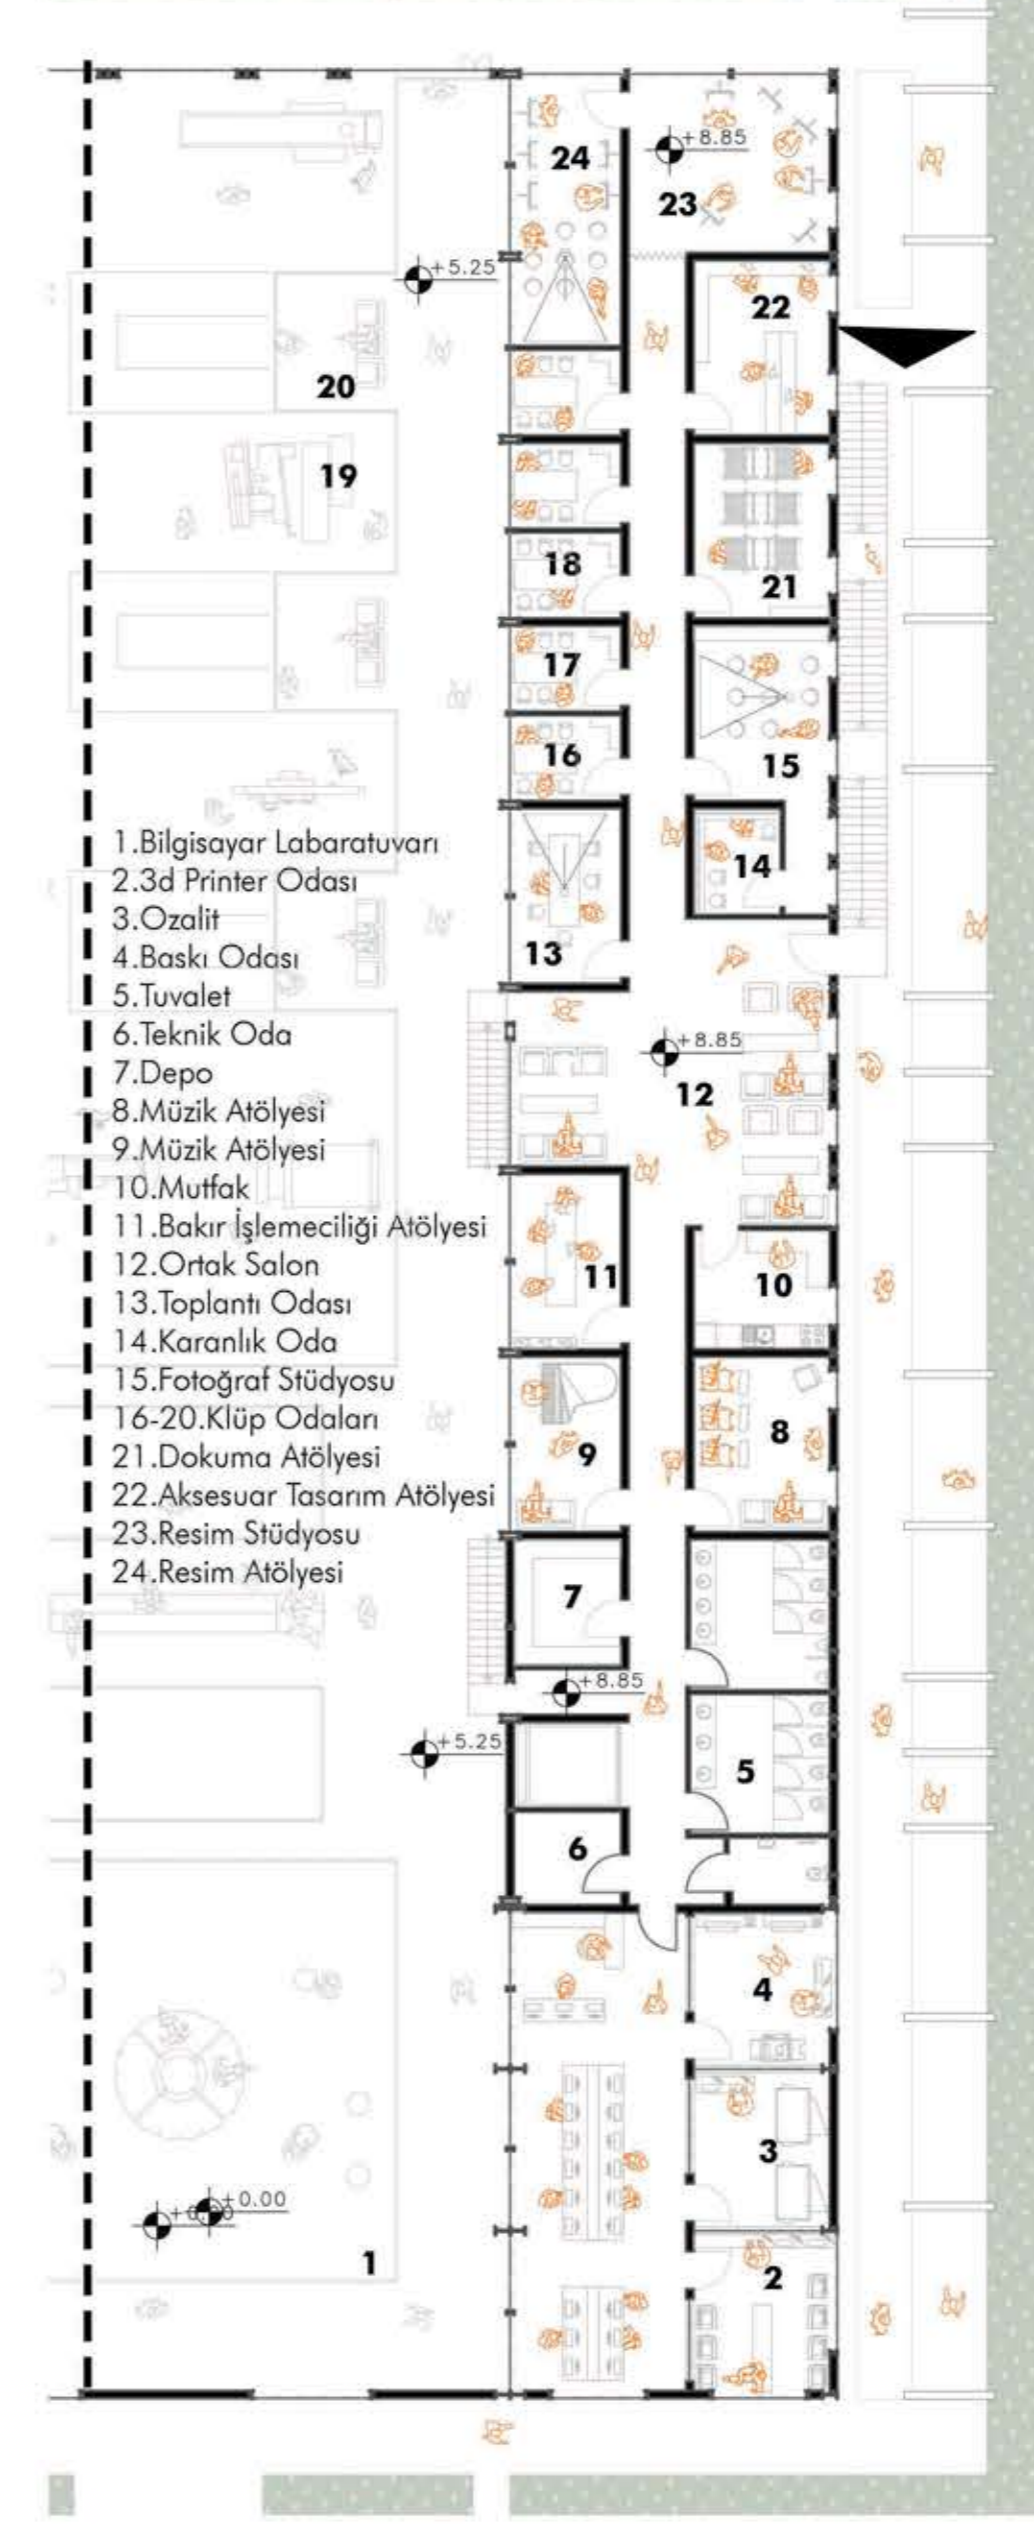 24
+8.85
23
+5.25
22
20
19
18
21
17
16
15
14
13
1.Bilgisayar Labaratuvarı
2.3d Printer Odası
3.Ozalit
4.Baskı Odası
5.Tuvalet
6.Teknik Oda
7.Depo
8.Müzik Atölyesi
9.Müzik Atölyesi
10.Mutfak
11.Bakır İşlemeciliği Atölyesi
12.Ortak Salon
13.Toplantı Odası
14.Karanlık Oda
15.Fotoğraf Stüdyosu
16-20.Klüp Odaları
21.Dokuma Atölyesi
22.Aksesuar Tasarım Atölyesi
23.Resim Stüdyosu
24.Resim Atölyesi
+8.85
12
11
10
9
8
7
+8.85
+5.25
5
6
4
3
+0.00
1
2